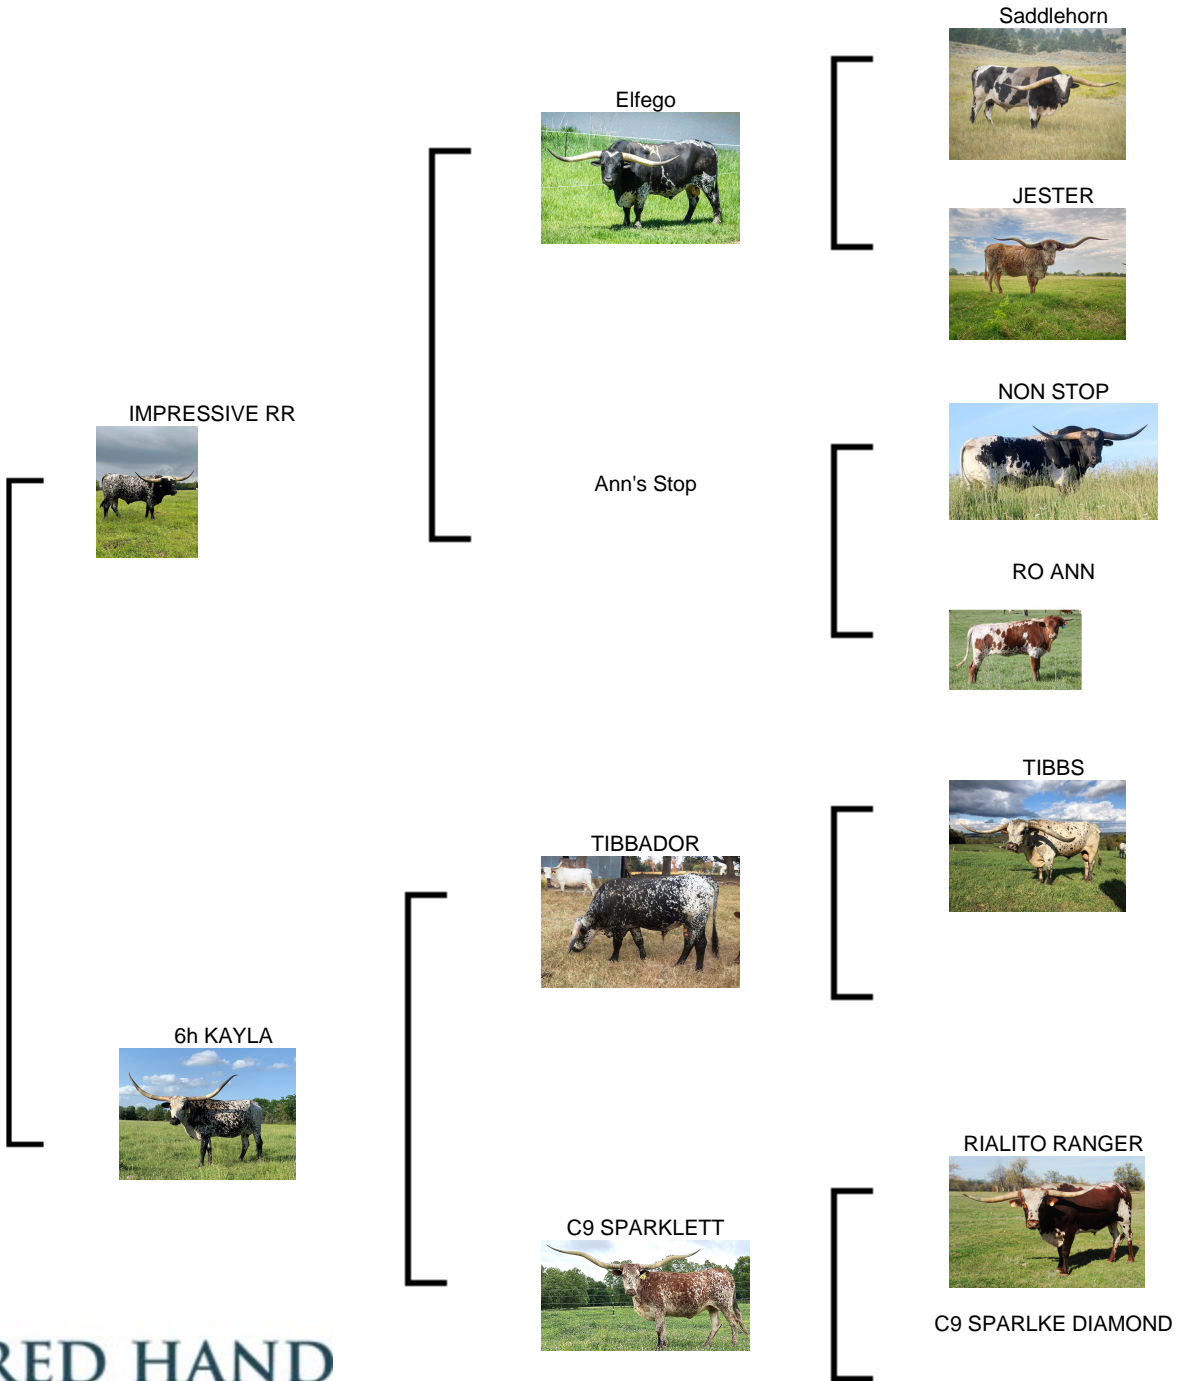 Saddlehorn
Elfego
JESTER
NON STOP
IMPRESSIVE RR
Ann's Stop
RO ANN
TIBBS
TIBBADOR
6h KAYLA
RIALITO RANGER
C9 SPARKLETT
C9 SPARLKE DIAMOND
RED HAND